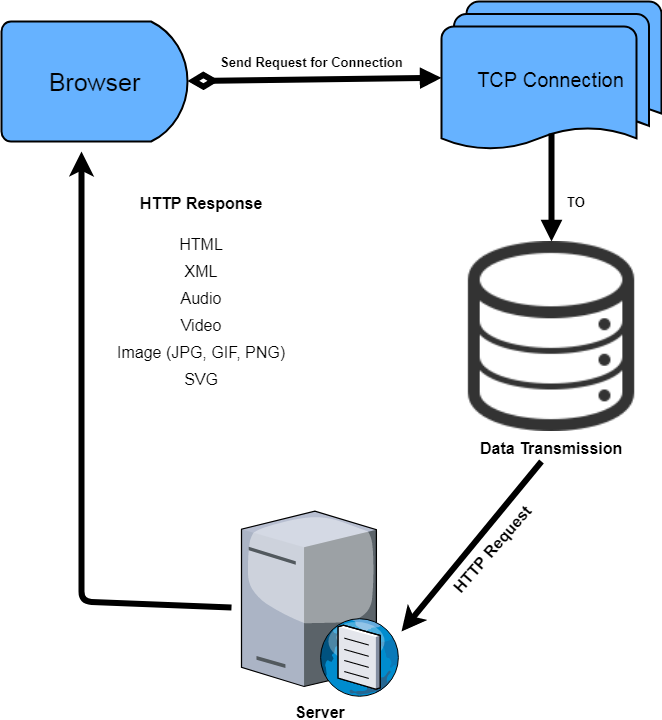 Browser
Send Request for Connection
TCP Connection
TO
HTTP Response
HTML
XML
Audio
Video
Image (JPG, GIF, PNG)
SVG
Data Transmission
HTTP Request
Server